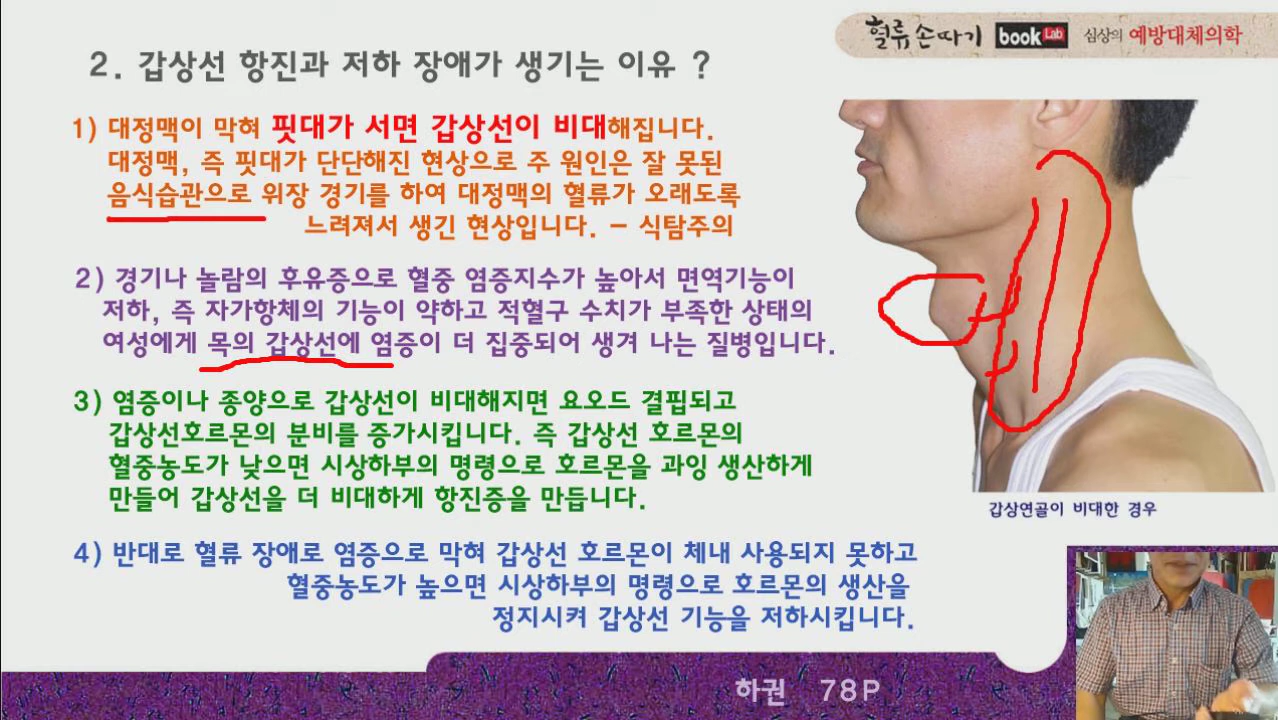 혈류 손따기 book Lab 심상의 예방대체의학
2. 갑상선 항진과 저하 장애가 생기는 이유 ?
1) 대정맥이 막혀 핏대가 서면 갑상선이 비대해집니다.
대정맥, 즉 핏대가 단단해진 현상으로 주 원인은 잘 못된
음식습관으로 위장 경기를 하여 대정맥의 혈류가 오래도록
느려져서 생긴 현상입니다. - 식탐주의
2) 경기나 놀람의 후유증으로 혈중 염증지수가 높아서 면역기능이
저하, 즉 자가항체의 기능이 약하고 적혈구 수치가 부족한 상태의
여성에게 목의 갑상선에 염증이 더 집중되어 생겨 나는 질병입니다.
3) 염증이나 종양으로 갑상선이 비대해지면 요오드 결핍되고
갑상선호르몬의 분비를 증가시킵니다. 즉 갑상선 호르몬의
혈중농도가 낮으면 시상하부의 명령으로 호르몬을 과잉 생산하게
만들어 갑상선을 더 비대하게 항진증을 만듭니다.
갑상연골이 비대한 경우
4) 반대로 혈류 장애로 염증으로 막혀 갑상선 호르몬이 체내 사용되지 못하고
혈중농도가 높으면 시상하부의 명령으로 호르몬의 생산을
정지시켜 갑상선 기능을 저하시킵니다.
하권 78P